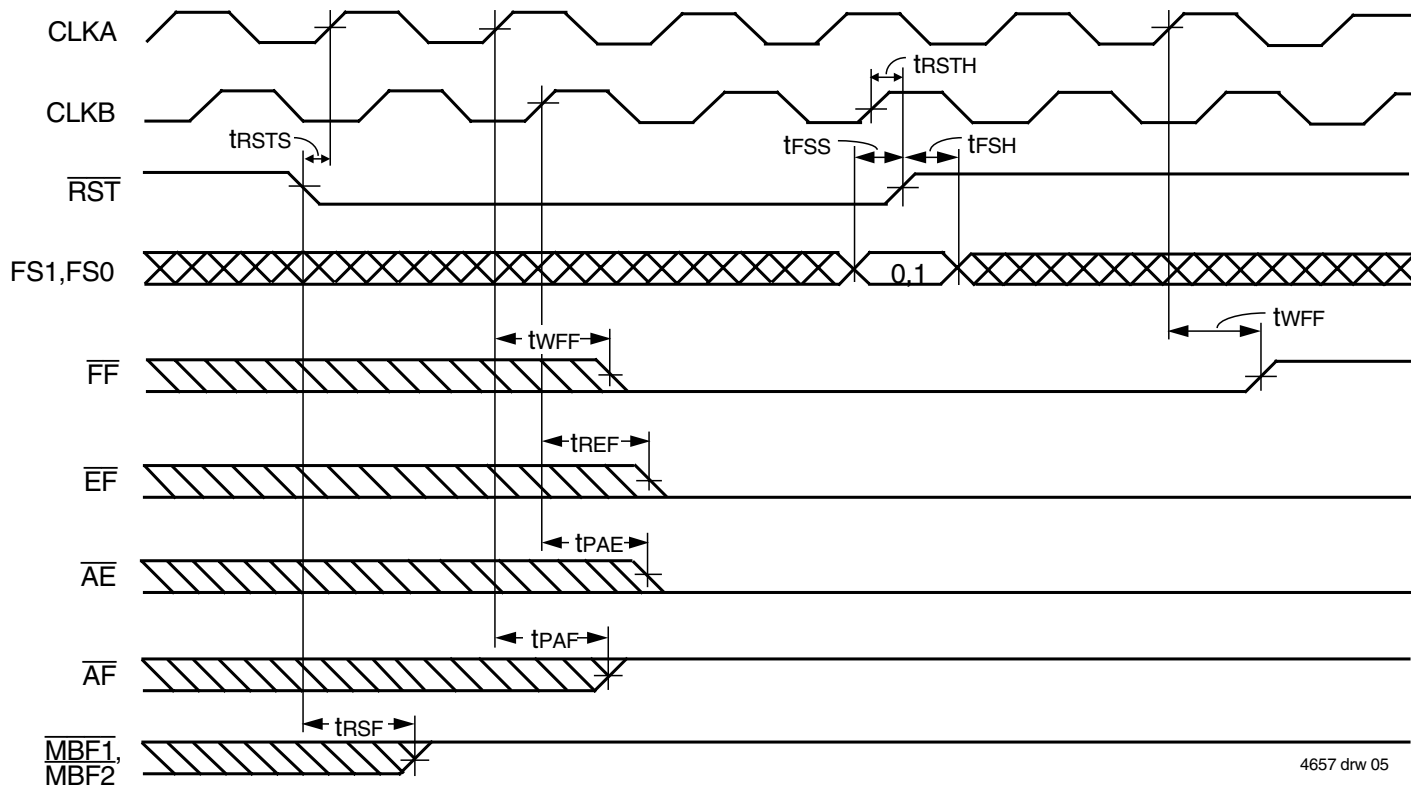 CLKA
tRSTH
CLKB
tRSTS
tFSS
tFSH
RST
FS1,FS0
0,1
tWFF
tWFF
FF
tREF
EF
tPAE
AE
tPAF
AF
tRSF
MBF1,
MBF2
4657 drw 05